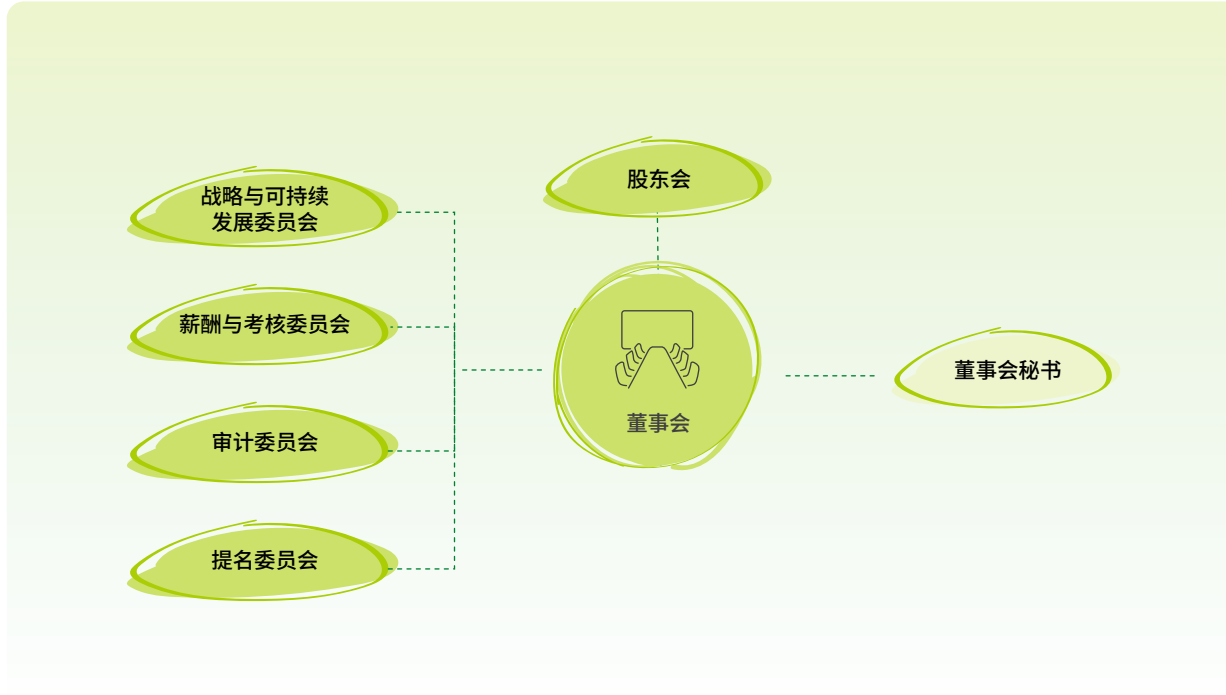 股东会
战略与可持续
发展委员会
薪酬与考核委员会
审计委员会
提名委员会
董事会
董事会秘书